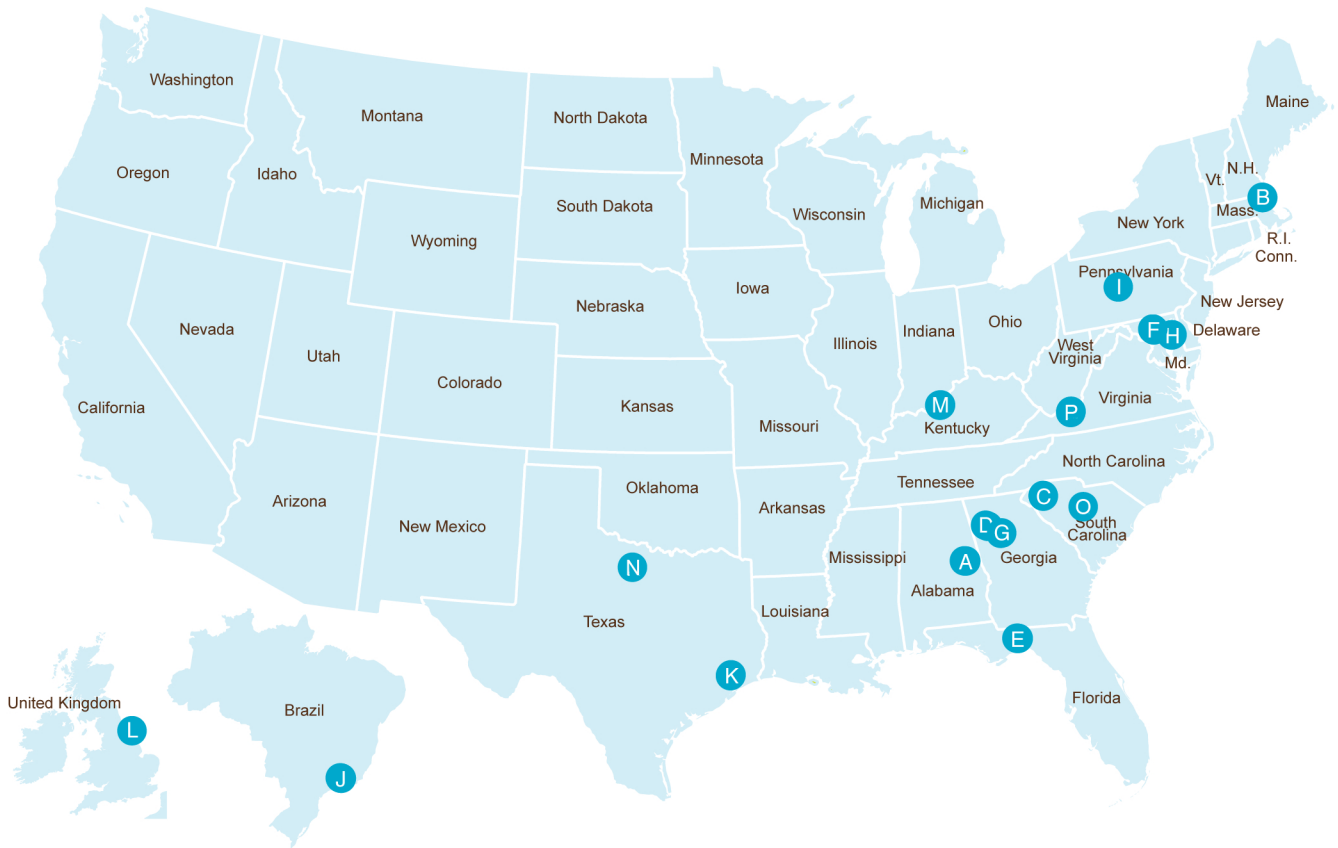 Washington
Montana
North Dakota
Minnesota
Maine
Oregon
Idaho
South Dakota
Wisconsin
Michigan
Vt.
N.H.
B
Mass.
New York
R.I.
Conn.
Wyoming
Nebraska
Iowa
Pennsylvania
I
New Jersey
Nevada
Utah
Colorado
Illinois
Indiana
Ohio
F
H
Delaware
West
Virginia
Md.
California
Kansas
Missouri
M
Kentucky
P
Virginia
Arizona
New Mexico
Oklahoma
Arkansas
Tennessee
North Carolina
C
O
South
Carolina
D
G
Georgia
Mississippi
A
Alabama
N
Texas
Louisiana
E
K
Florida
United Kingdom
L
Brazil
J